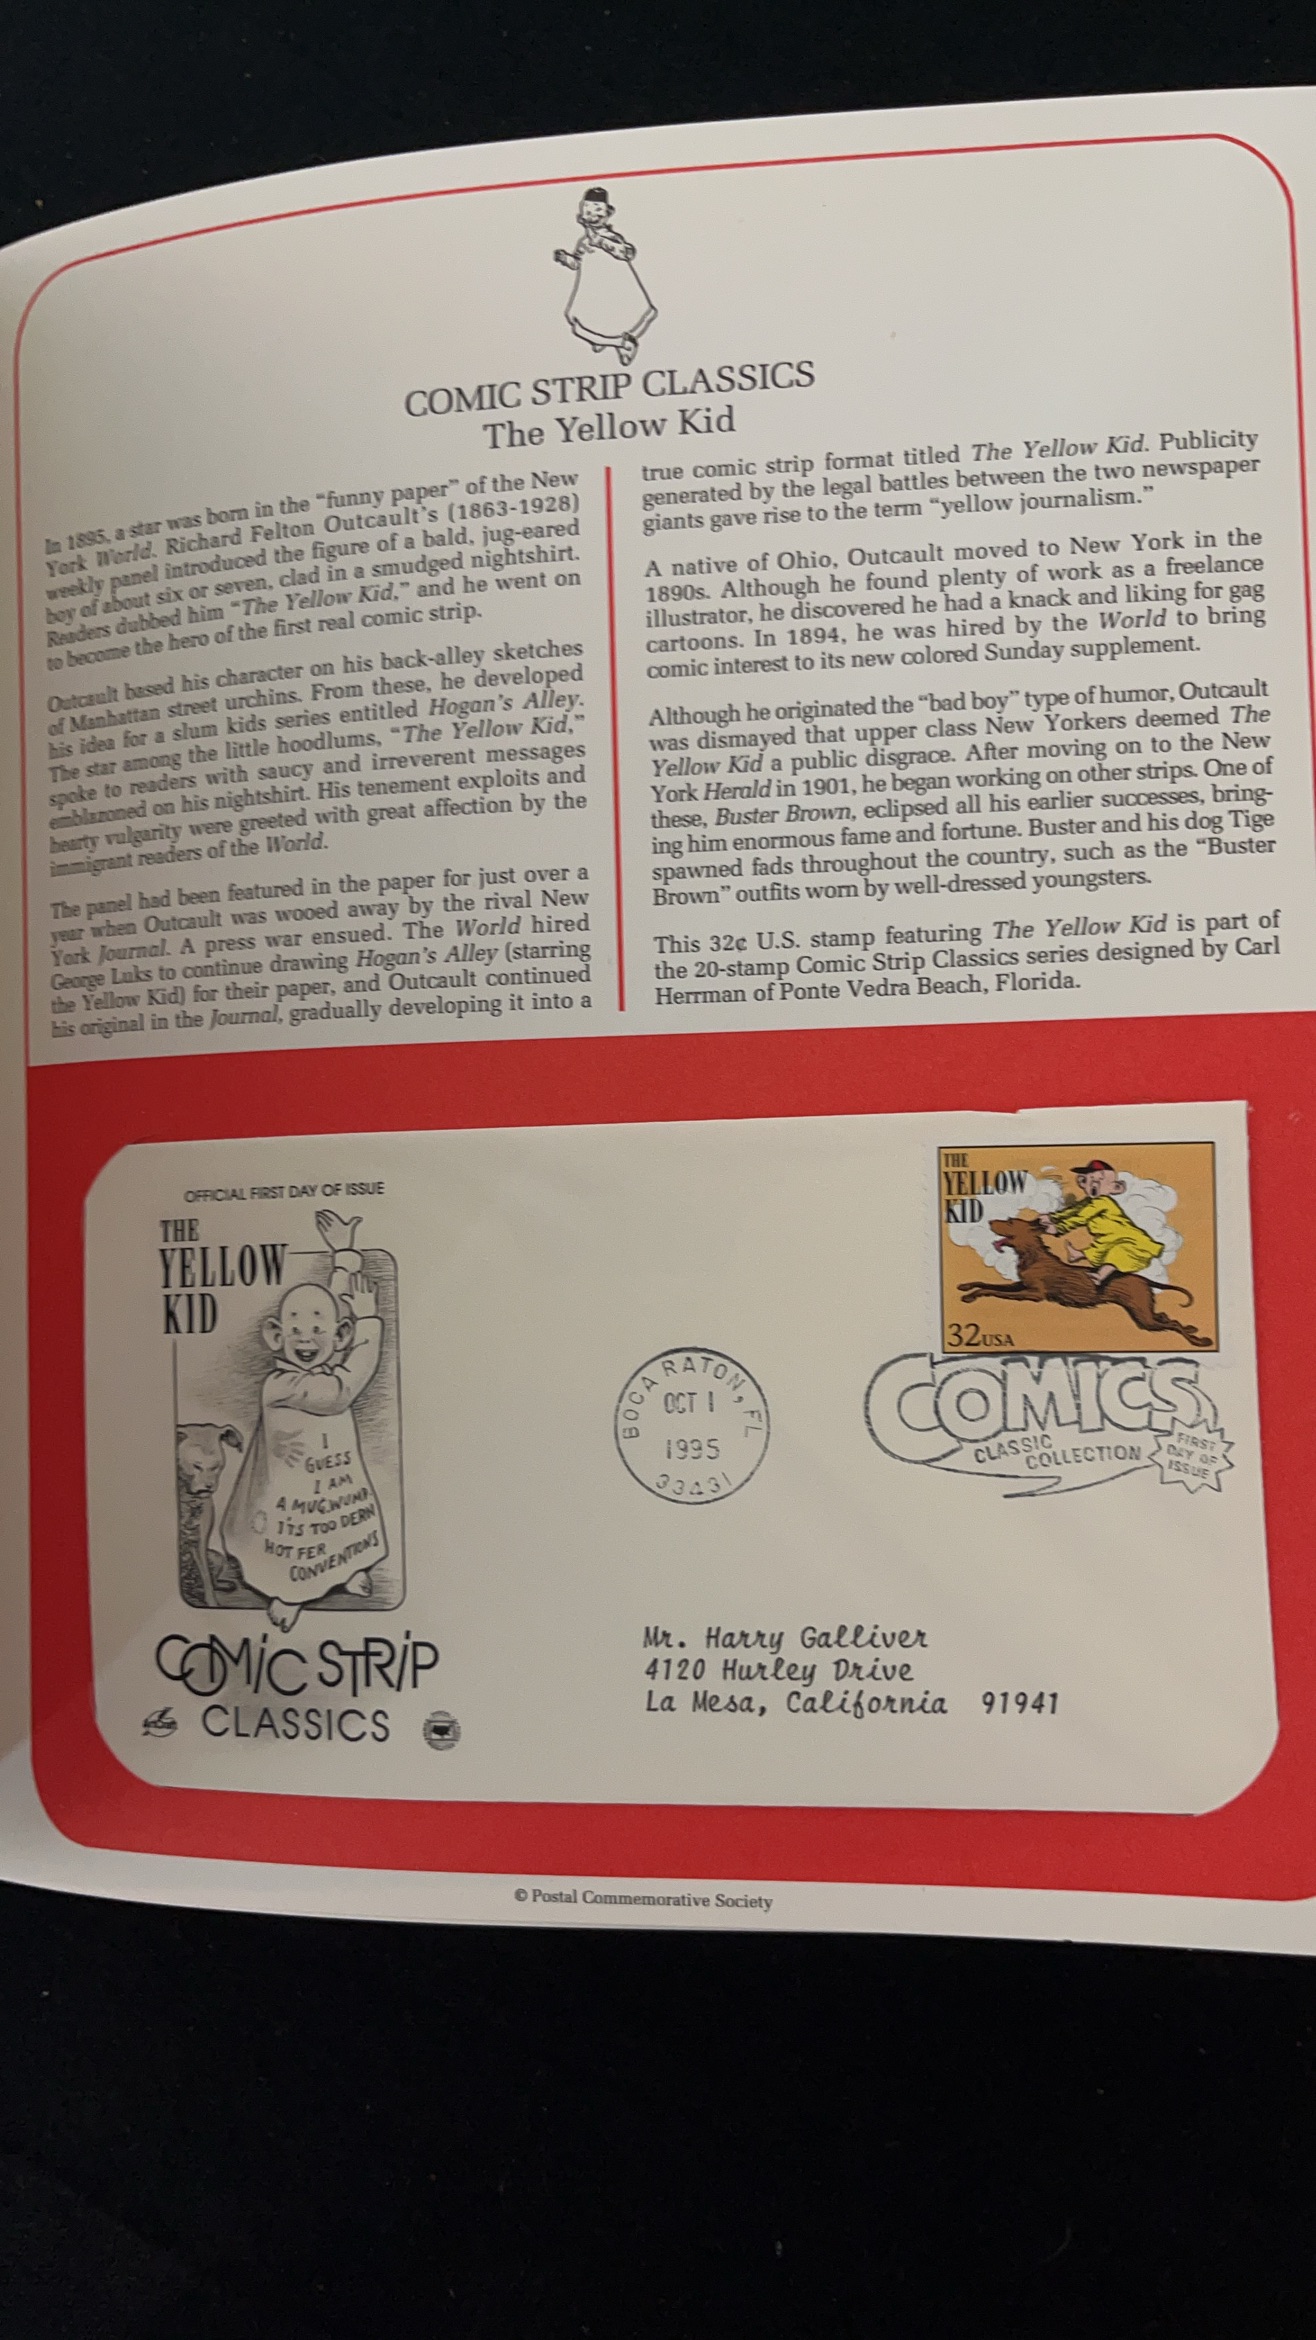 COMIC STRIP CLASSICS
The Yellow Kid
In 1895, a star was born in the “funny paper” of the New
York World. Richard Felton Outcault’s (1863-1928)
weekly panel introduced the figure of a bald, jug-eared
boy of about six or seven, clad in a smudged nightshirt.
Readers dubbed him “The Yellow Kid,” and he went on
to become the hero of the first real comic strip.
Outcault based his character on his back-alley sketches
of Manhattan street urchins. From these, he developed
his idea for a slum kids series entitled Hogan’s Alley.
The star among the little hoodlums, “The Yellow Kid,”
spoke to readers with saucy and irreverent messages
emblazoned on his nightshirt. His tenement exploits and
hearty vulgarity were greeted with great affection by the
immigrant readers of the World.
The panel had been featured in the paper for just over a
year when Outcault was wooed away by the rival New
York Journal. A press war ensued. The World hired
George Luks to continue drawing Hogan’s Alley (starring
the Yellow Kid) for their paper, and Outcault continued
his original in the Journal, gradually developing it into a
true comic strip format titled The Yellow Kid. Publicity
generated by the legal battles between the two newspaper
giants gave rise to the term “yellow journalism.”
A native of Ohio, Outcault moved to New York in the
1890s. Although he found plenty of work as a freelance
illustrator, he discovered he had a knack and liking for gag
cartoons. In 1894, he was hired by the World to bring
comic interest to its new colored Sunday supplement.
Although he originated the “bad boy” type of humor, Outcault
was dismayed that upper class New Yorkers deemed The
Yellow Kid a public disgrace. After moving on to the New
York Herald in 1901, he began working on other strips. One of
these, Buster Brown, eclipsed all his earlier successes, bring-
ing him enormous fame and fortune. Buster and his dog Tige
spawned fads throughout the country, such as the “Buster
Brown” outfits worn by well-dressed youngsters.
This 32¢ U.S. stamp featuring The Yellow Kid is part of
the 20-stamp Comic Strip Classics series designed by Carl
Herrman of Ponte Vedra Beach, Florida.
OFFICIAL FIRST DAY OF ISSUE
THE
YELLOW
KID
I
GUESS
I AM
A MUGWUMP
ITS TOO DERN
HOT FER
CONVENTIONS
COMIC STRIP
CLASSICS
THE
YELLOW
KID
32USA
BOCA RATON, FL
OCT 1
1995
33431
COMICS
CLASSIC
COLLECTION
FIRST
DAY OF
ISSUE
Mr. Harry Galliver
4120 Hurley Drive
La Mesa, California 91941
© Postal Commemorative Society